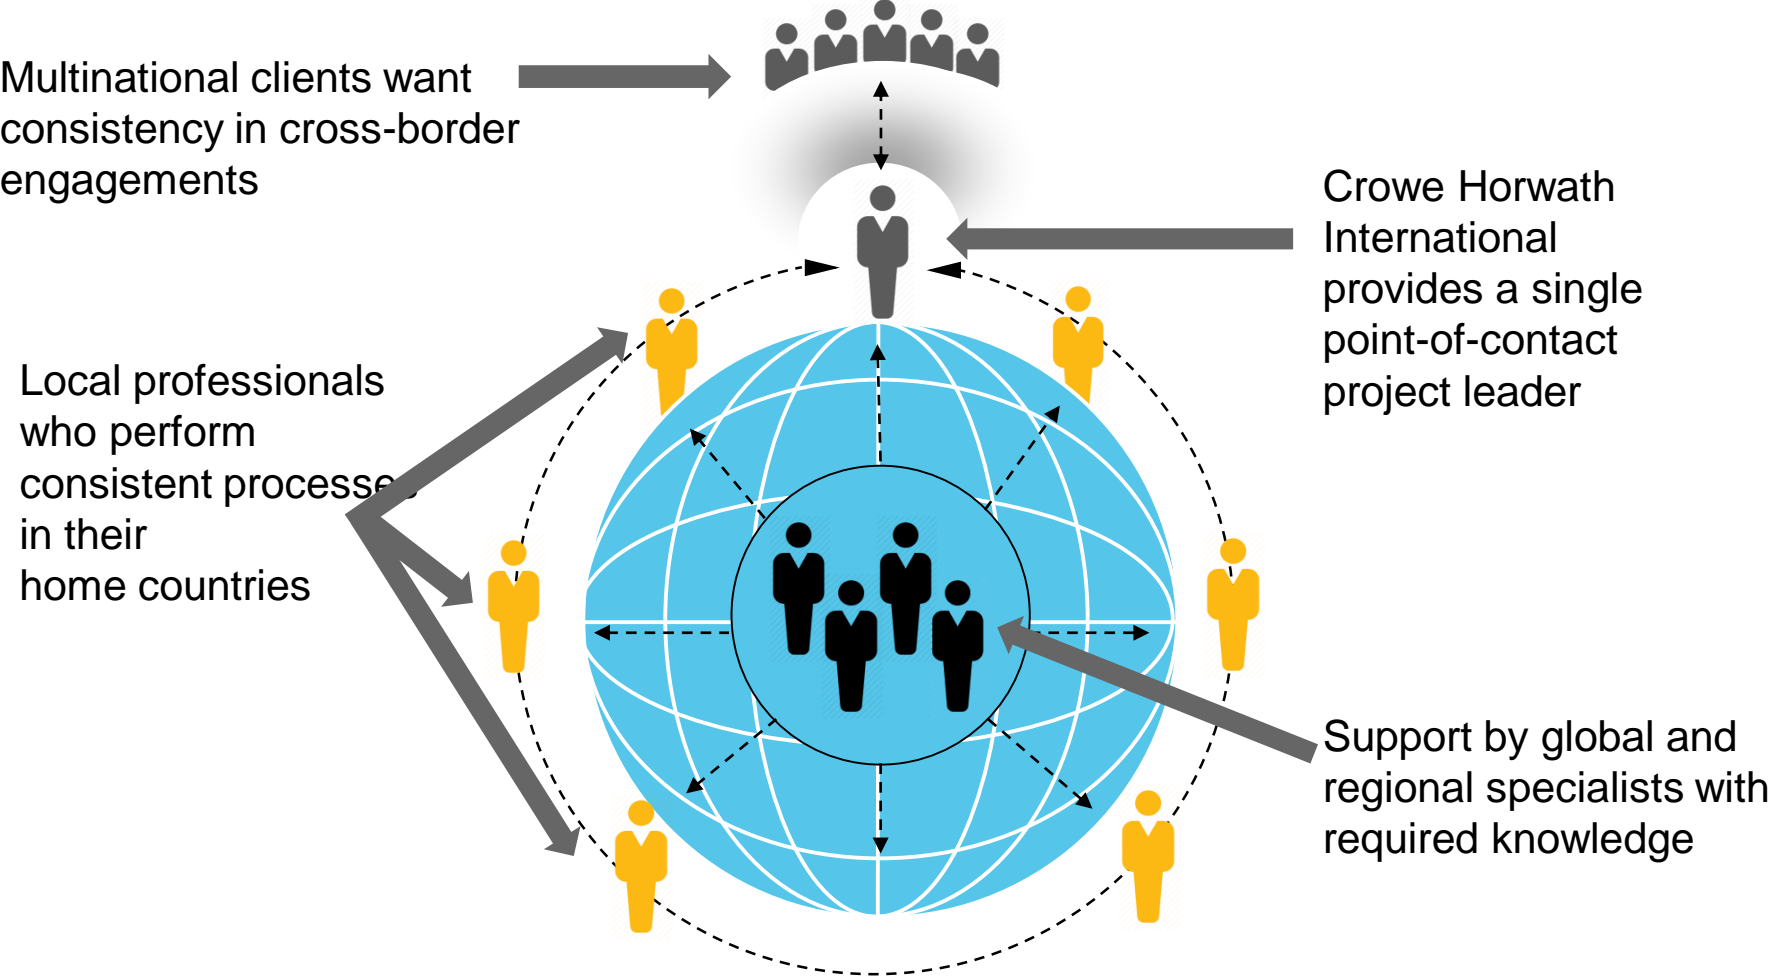 Multinational clients want
consistency in cross-border
engagements
Crowe Horwath
International
provides a single
point-of-contact
project leader
Local professionals
who perform
consistent processes
in their
home countries
Support by global and
regional specialists with
required knowledge